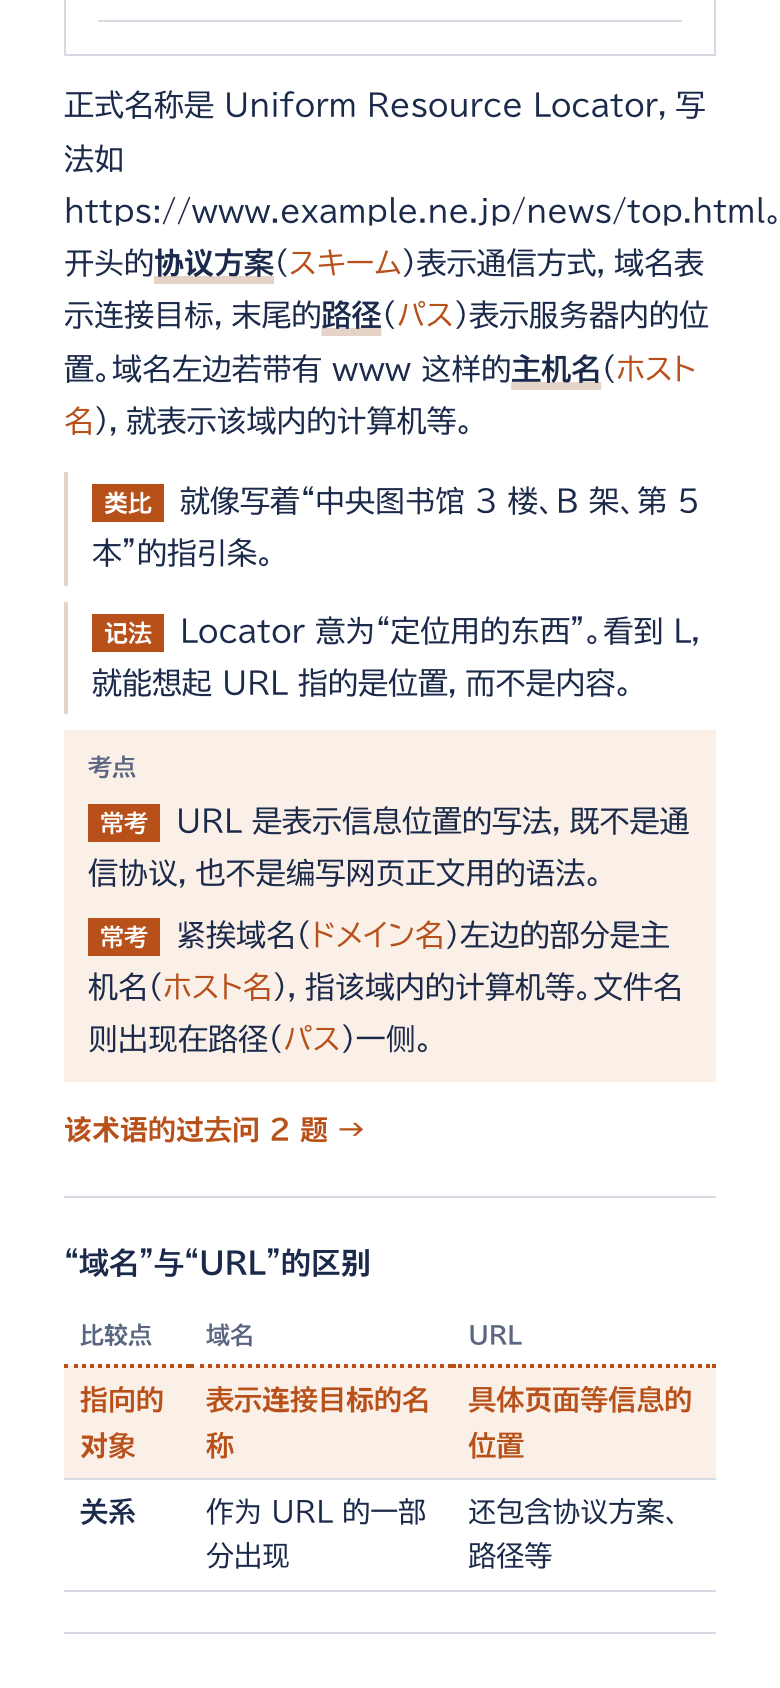 正式名称是 Uniform Resource Locator，写
法如
https://www.example.ne.jp/news/top.html。
开头的协议方案（スキーム）表示通信方式，域名表
示连接目标，末尾的路径（パス）表示服务器内的位
置。域名左边若带有 www 这样的主机名（ホスト
名），就表示该域内的计算机等。
类比 就像写着“中央图书馆 3 楼、B 架、第 5
本”的指引条。
记法 Locator 意为“定位用的东西”。看到 L，
就能想起 URL 指的是位置，而不是内容。
考点
常考 URL 是表示信息位置的写法，既不是通
信协议，也不是编写网页正文用的语法。
常考 紧挨域名（ドメイン名）左边的部分是主
机名（ホスト名），指该域内的计算机等。文件名
则出现在路径（パス）一侧。
该术语的过去问 2 题 →
“域名”与“URL”的区别
比较点 域名 URL
指向的 表示连接目标的名 具体页面等信息的
对象 称 位置
关系 作为 URL 的一部 还包含协议方案、
分出现 路径等